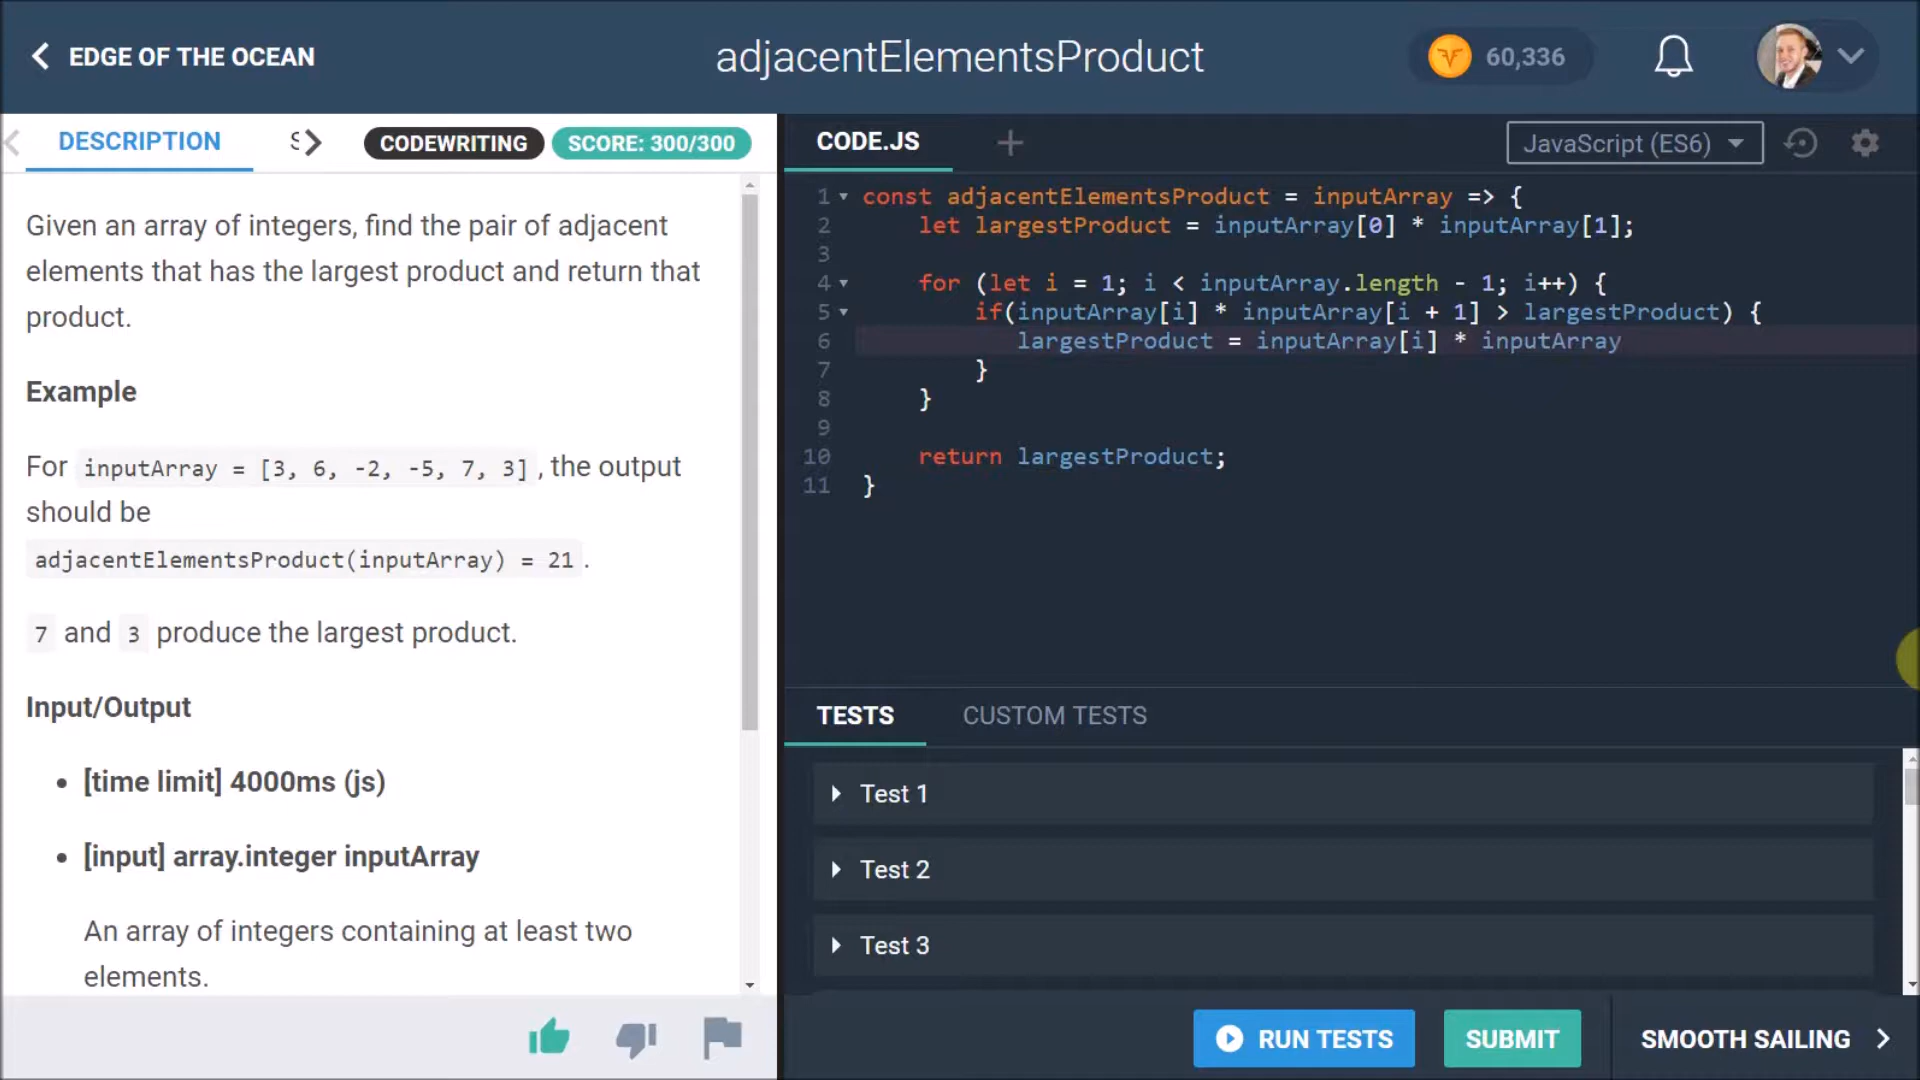 EDGE OF THE OCEAN
adjacentElementsProduct
60,336
DESCRIPTION
CODEWRITING
SCORE: 300/300
Given an array of integers, find the pair of adjacent
elements that has the largest product and return that
product.
Example
For inputArray = [3, 6, -2, -5, 7, 3], the output
should be
adjacentElementsProduct(inputArray) = 21.
7 and 3 produce the largest product.
Input/Output
• [time limit] 4000ms (js)
• [input] array.integer inputArray
An array of integers containing at least two
elements.
CODE.JS
JavaScript (ES6)
1 const adjacentElementsProduct = inputArray => {
2 let largestProduct = inputArray[0] * inputArray[1];
3
4 for (let i = 1; i < inputArray.length - 1; i++) {
5 if(inputArray[i] * inputArray[i + 1] > largestProduct) {
6 largestProduct = inputArray[i] * inputArray
7 }
8 }
9
10 return largestProduct;
11 }
TESTS
CUSTOM TESTS
Test 1
Test 2
Test 3
RUN TESTS
SUBMIT
SMOOTH SAILING